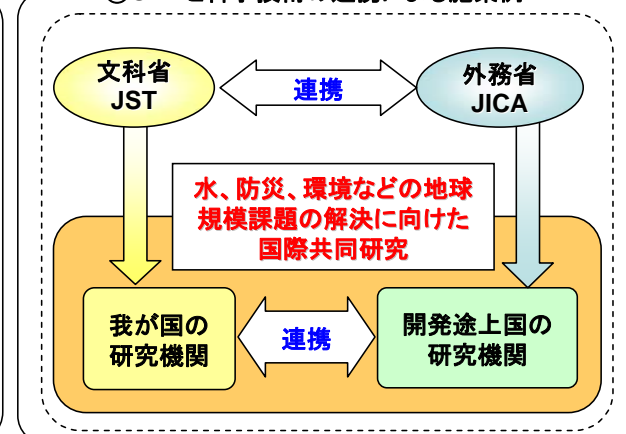 文科省
JST
連携
外務省
JICA
水、防災、環境などの地球
規模課題の解決に向けた
国際共同研究
我が国の
研究機関
連携
開発途上国の
研究機関